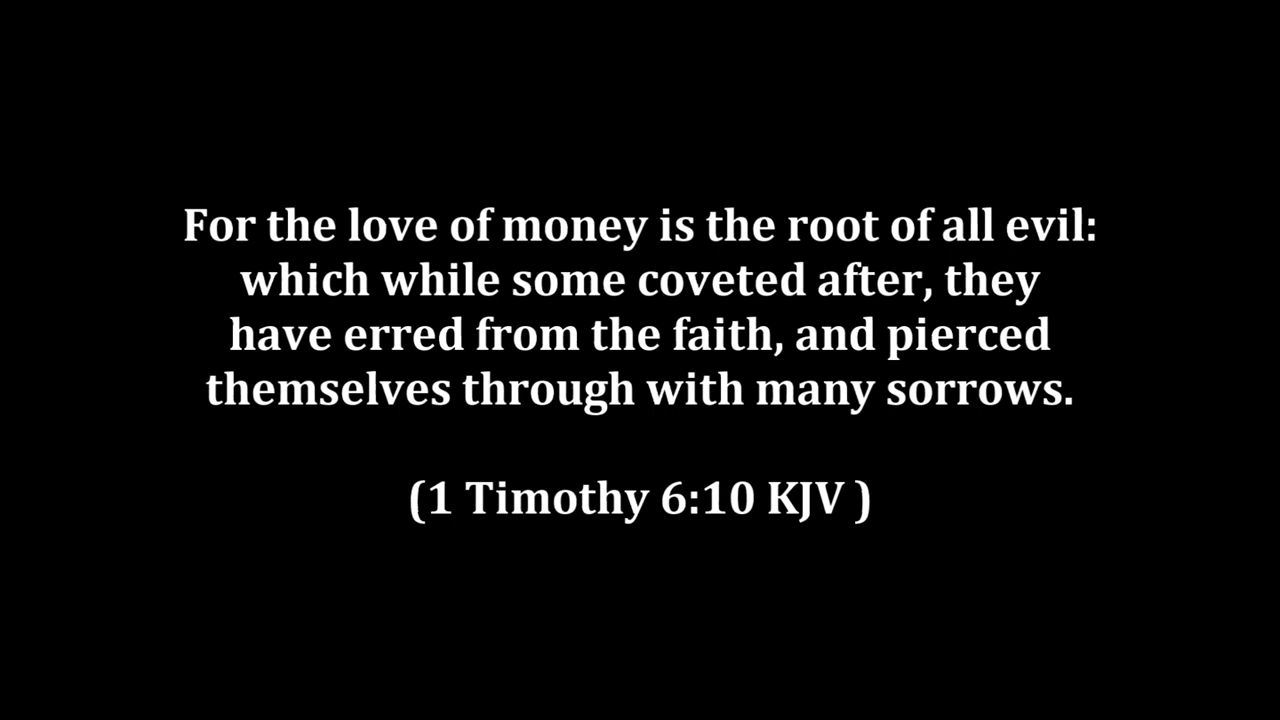 For the love of money is the root of all evil:
which while some coveted after, they
have erred from the faith, and pierced
themselves through with many sorrows.
(1 Timothy 6:10 KJV )